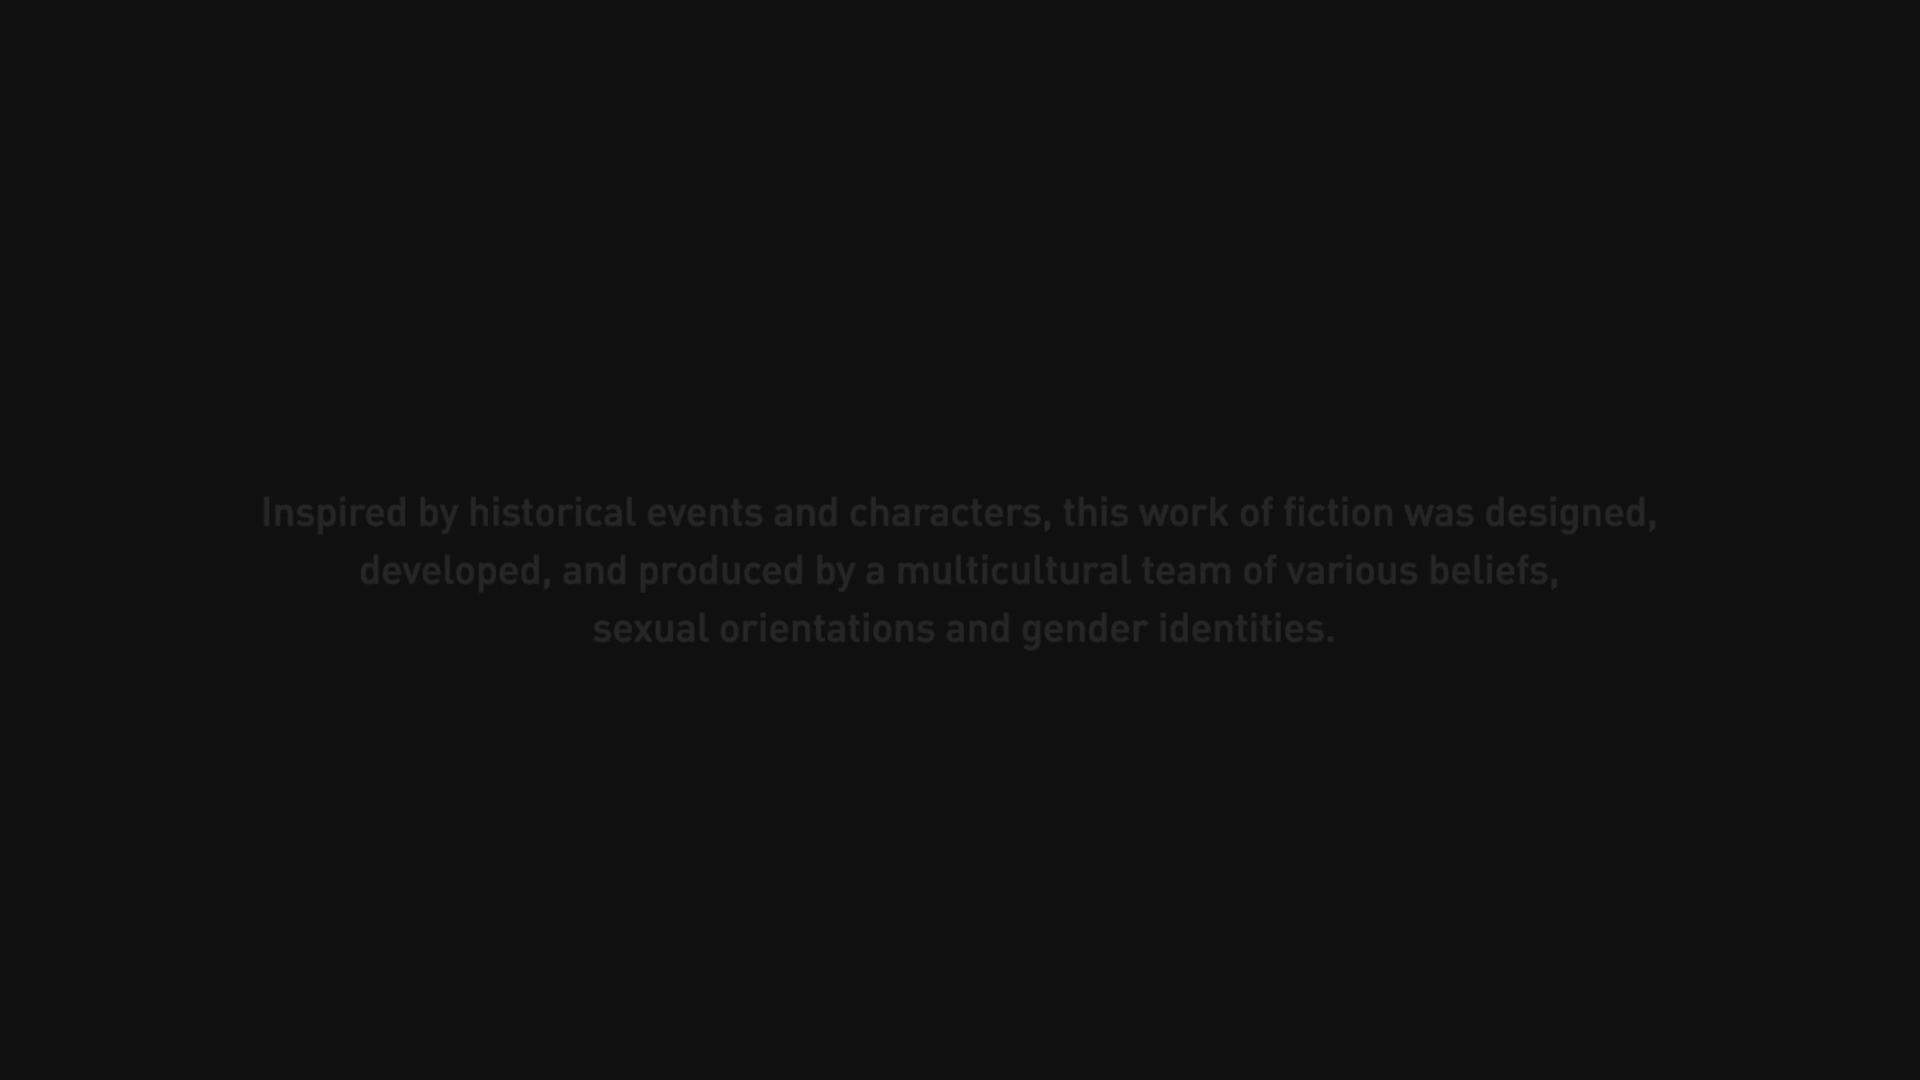 Inspired by historical events and characters, this work of fiction was designed,
developed, and produced by a multicultural team of various beliefs,
sexual orientations and gender identities.